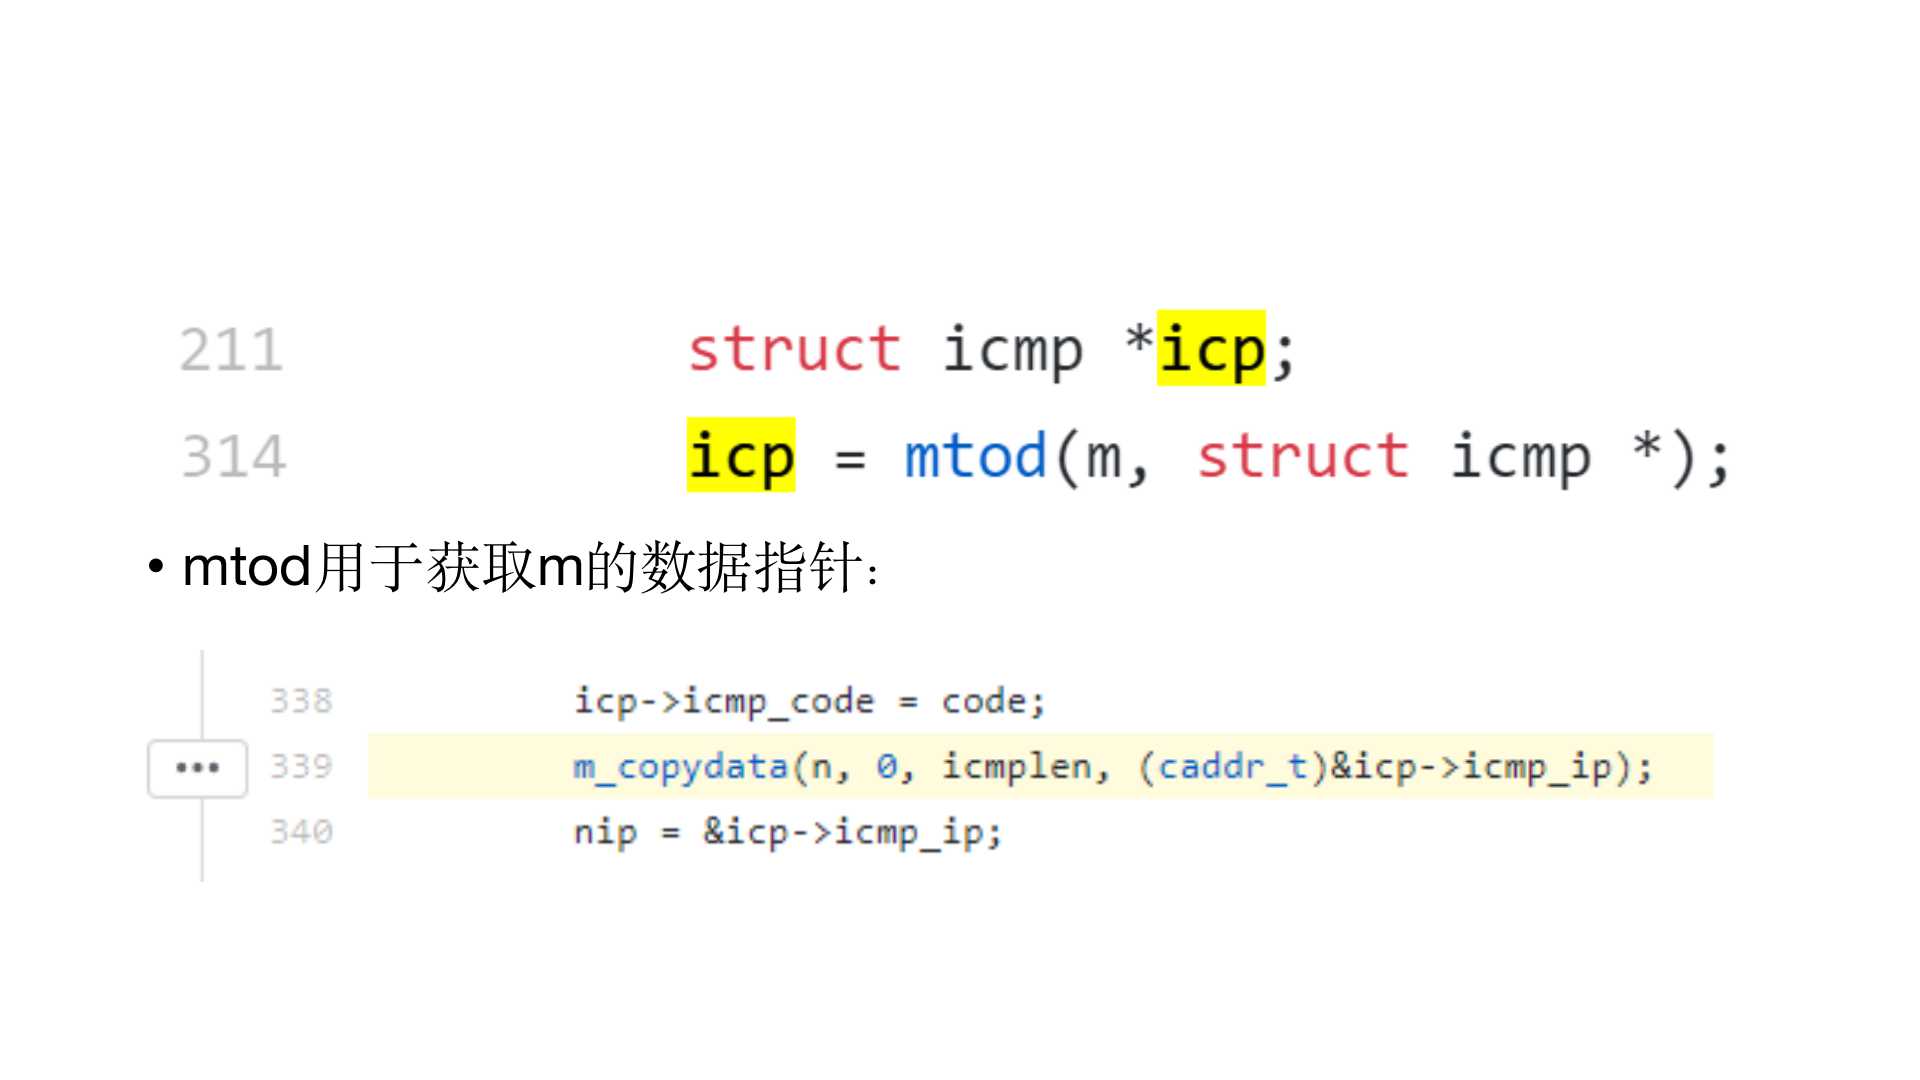 211 struct icmp *icp;
314 icp = mtod(m, struct icmp *);
• mtod用于获取m的数据指针：
338 icp->icmp_code = code;
339 m_copydata(n, 0, icmplen, (caddr_t)&icp->icmp_ip);
340 nip = &icp->icmp_ip;